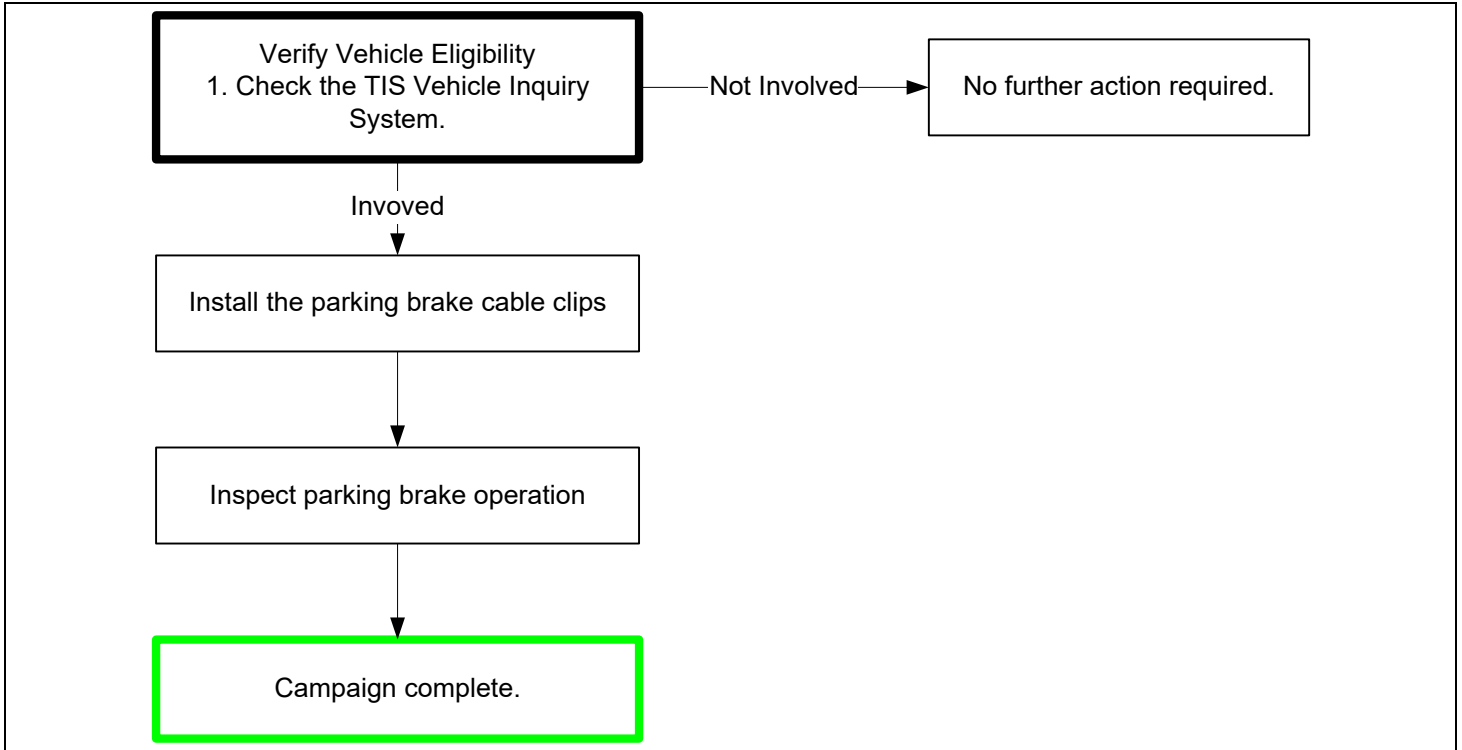 Verify Vehicle Eligibility
1. Check the TIS Vehicle Inquiry
System.
Not Involved
No further action required.
Invoved
Install the parking brake cable clips
Inspect parking brake operation
Campaign complete.